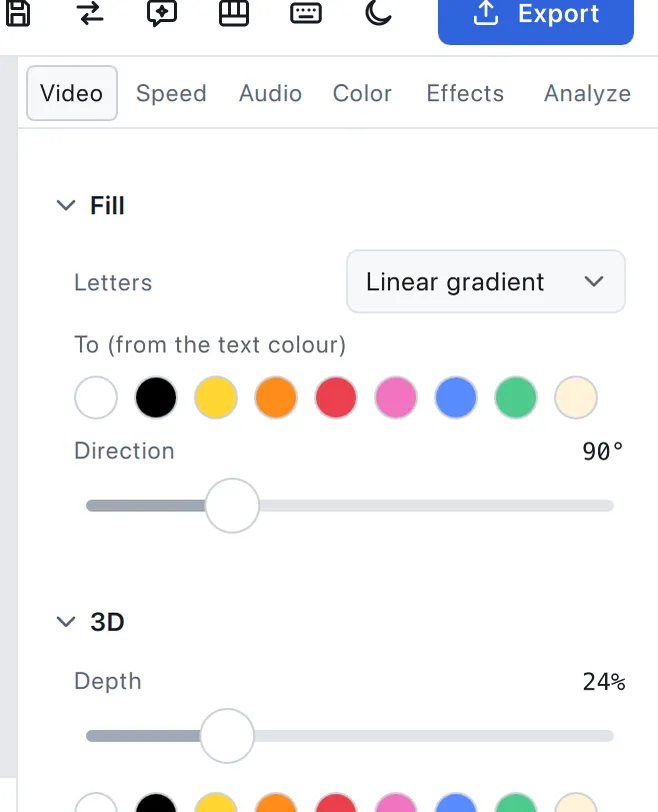 Export
Video Speed Audio Color Effects Analyze
Fill
Letters Linear gradient
To (from the text colour)
Direction 90°
3D
Depth 24%